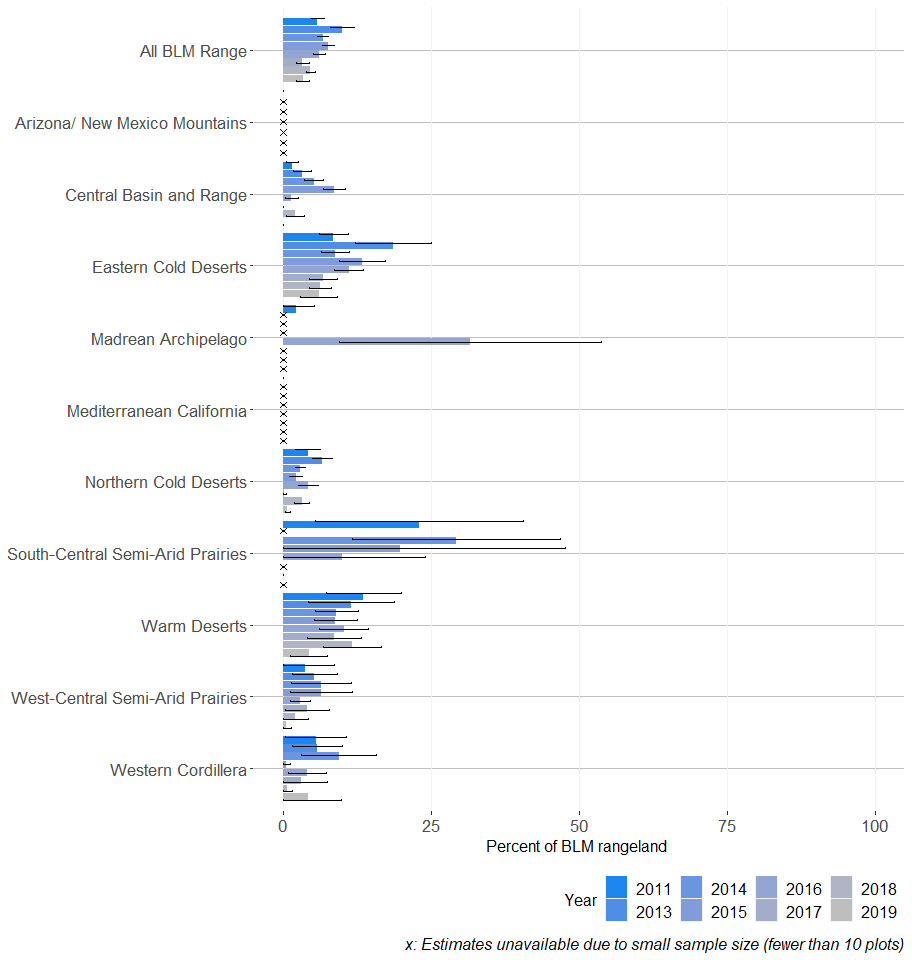 All BLM Range
Arizona/ New Mexico Mountains
Central Basin and Range
Eastern Cold Deserts
Madrean Archipelago
Mediterranean California
Northern Cold Deserts
South-Central Semi-Arid Prairies
Warm Deserts
West-Central Semi-Arid Prairies
Western Cordillera
0 25 50 75 100
Percent of BLM rangeland
Year
2011 2014 2016 2018
2013 2015 2017 2019
x: Estimates unavailable due to small sample size (fewer than 10 plots)